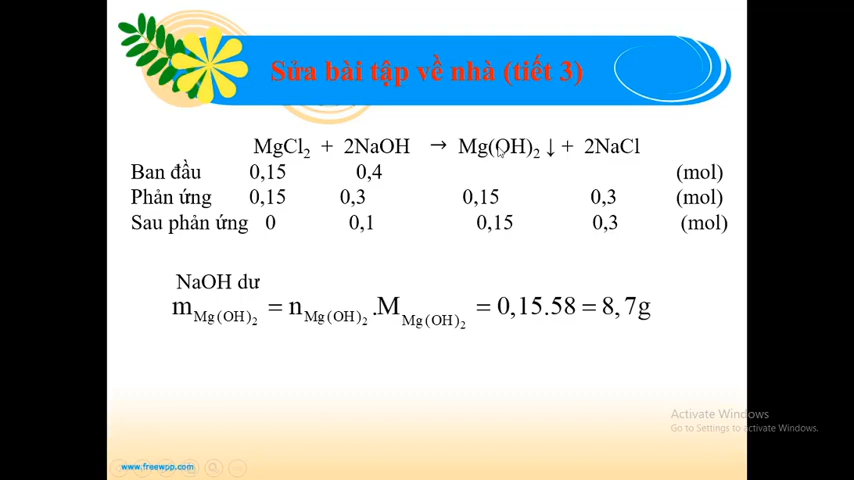 Sửa bài tập về nhà (tiết 3)
MgCl₂ + 2NaOH → Mg(OH)₂ ↓ + 2NaCl
Ban đầu 0,15 0,4 (mol)
Phản ứng 0,15 0,3 0,15 0,3 (mol)
Sau phản ứng 0 0,1 0,15 0,3 (mol)
NaOH dư
m Mg(OH)₂ = n Mg(OH)₂ .M Mg(OH)₂ = 0,15.58 = 8,7g
Activate Windows
Go to Settings to activate Windows.
www.freewpp.com